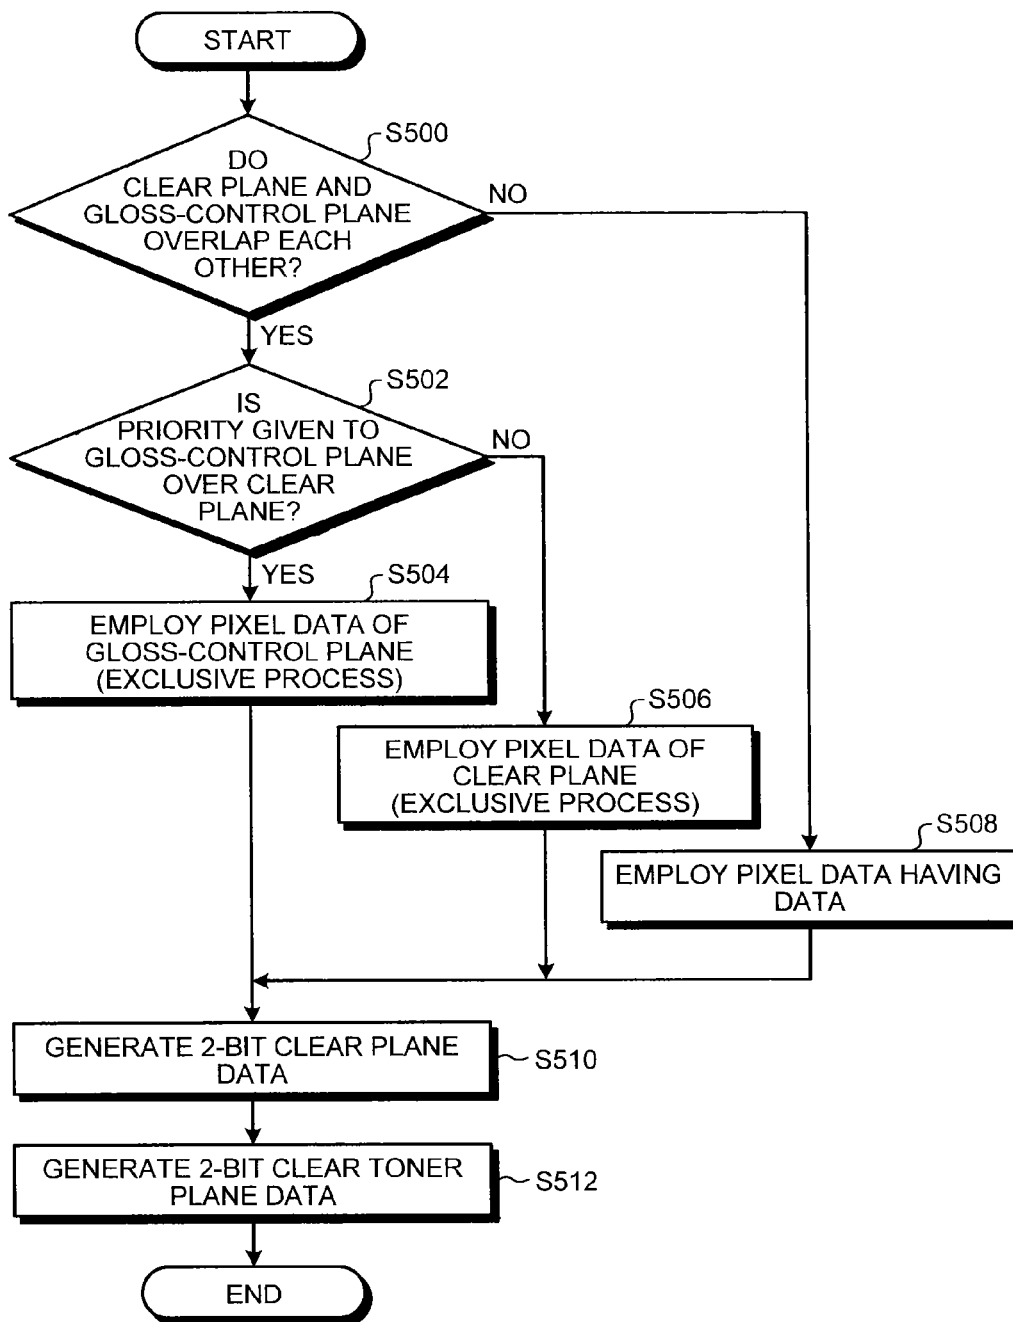 START
S500
DO
CLEAR PLANE AND
GLOSS-CONTROL PLANE
OVERLAP EACH
OTHER?
NO
YES
S502
IS
PRIORITY GIVEN TO
GLOSS-CONTROL PLANE
OVER CLEAR
PLANE?
NO
YES
S504
EMPLOY PIXEL DATA OF
GLOSS-CONTROL PLANE
(EXCLUSIVE PROCESS)
S506
EMPLOY PIXEL DATA OF
CLEAR PLANE
(EXCLUSIVE PROCESS)
S508
EMPLOY PIXEL DATA HAVING
DATA
GENERATE 2-BIT CLEAR PLANE
DATA
S510
GENERATE 2-BIT CLEAR TONER
PLANE DATA
S512
END